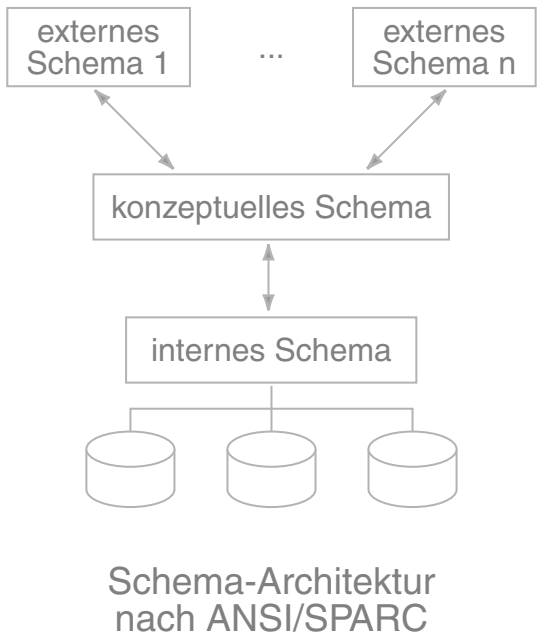 externes
Schema 1
...
externes
Schema n
konzeptuelles Schema
internes Schema
Schema-Architektur
nach ANSI/SPARC